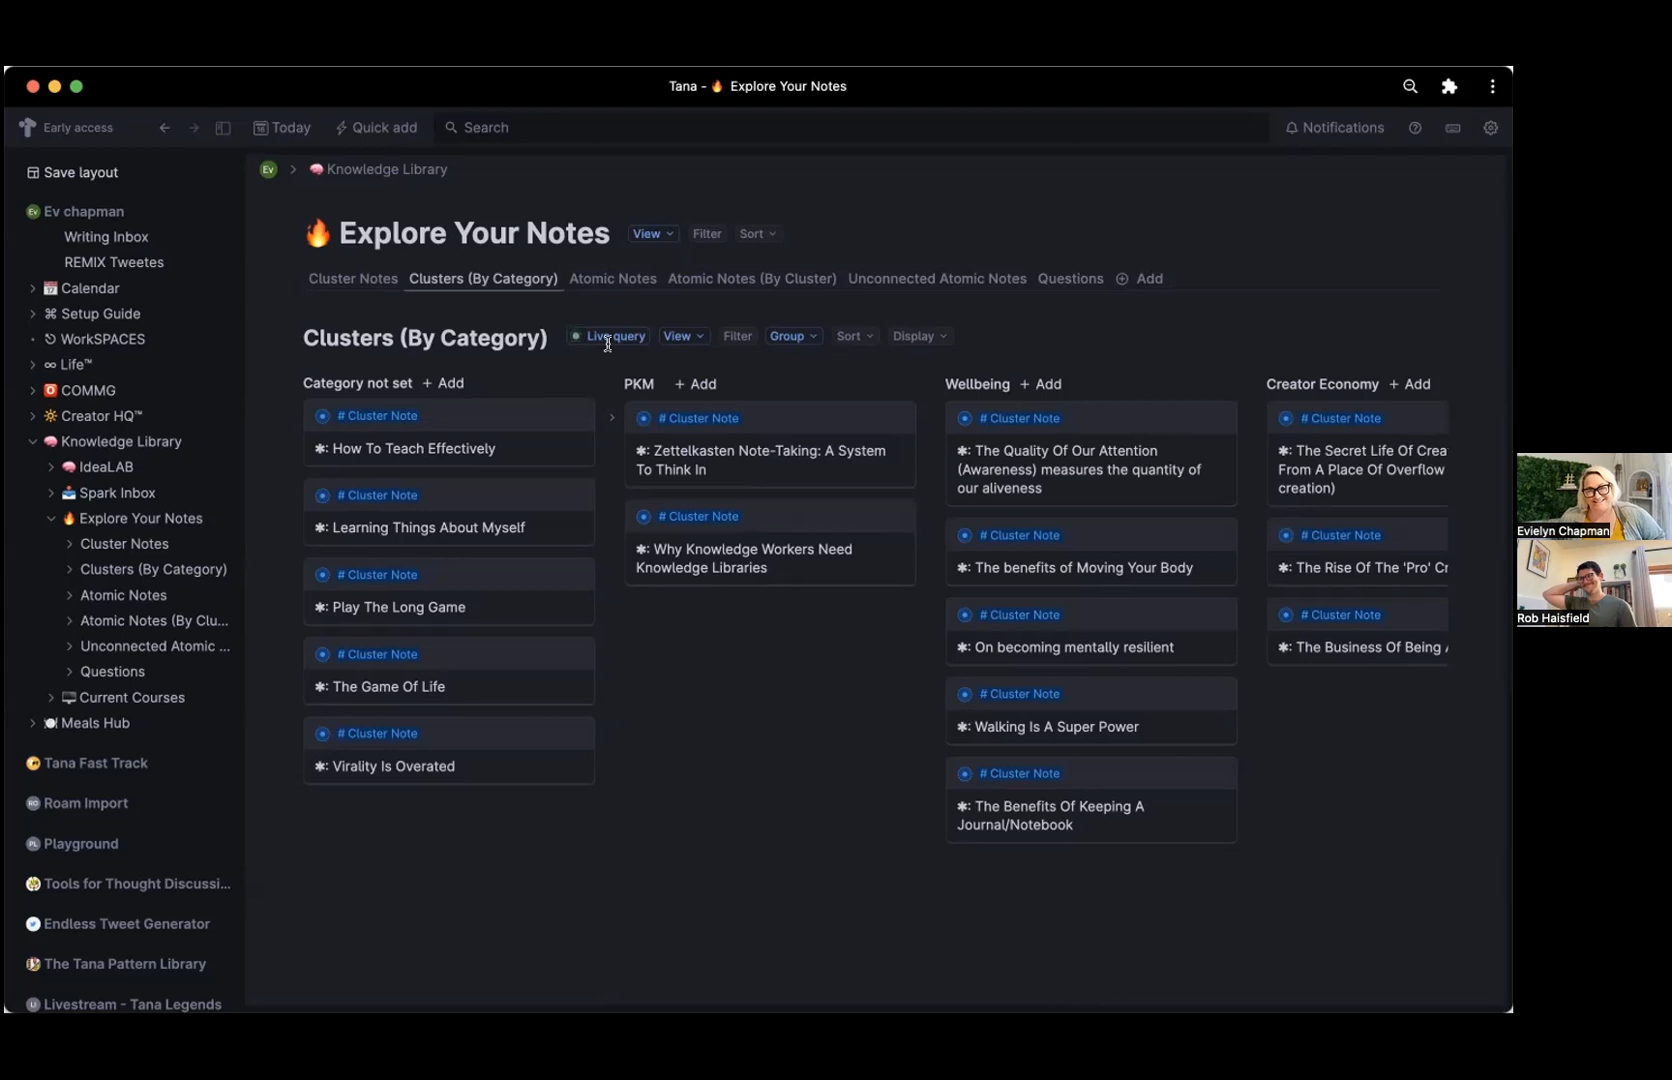 Tana - 🔥 Explore Your Notes
Early access
Today
Quick add
Search
Notifications
Save layout
Ev Ev chapman
Writing Inbox
REMIX Tweetes
Calendar
Setup Guide
WorkSPACES
Life™
COMMG
Creator HQ™
Knowledge Library
IdeaLAB
Spark Inbox
Explore Your Notes
Cluster Notes
Clusters (By Category)
Atomic Notes
Atomic Notes (By Clu...
Unconnected Atomic ...
Questions
Current Courses
Meals Hub
Tana Fast Track
RO Roam Import
PL Playground
Tools for Thought Discussi...
Endless Tweet Generator
The Tana Pattern Library
LI Livestream - Tana Legends
Ev > 🧠 Knowledge Library
🔥 Explore Your Notes
View
Filter
Sort
Cluster Notes
Clusters (By Category)
Atomic Notes
Atomic Notes (By Cluster)
Unconnected Atomic Notes
Questions
Add
Clusters (By Category)
Live query
View
Filter
Group
Sort
Display
Category not set + Add
# Cluster Note
✱: How To Teach Effectively
# Cluster Note
✱: Learning Things About Myself
# Cluster Note
✱: Play The Long Game
# Cluster Note
✱: The Game Of Life
# Cluster Note
✱: Virality Is Overated
PKM + Add
# Cluster Note
✱: Zettelkasten Note-Taking: A System
To Think In
# Cluster Note
✱: Why Knowledge Workers Need
Knowledge Libraries
Wellbeing + Add
# Cluster Note
✱: The Quality Of Our Attention
(Awareness) measures the quantity of
our aliveness
# Cluster Note
✱: The benefits of Moving Your Body
# Cluster Note
✱: On becoming mentally resilient
# Cluster Note
✱: Walking Is A Super Power
# Cluster Note
✱: The Benefits Of Keeping A
Journal/Notebook
Creator Economy + Add
# Cluster Note
✱: The Secret Life Of Crea
From A Place Of Overflow
creation)
# Cluster Note
✱: The Rise Of The 'Pro' Cr
# Cluster Note
✱: The Business Of Being
Evielyn Chapman
Rob Haisfield